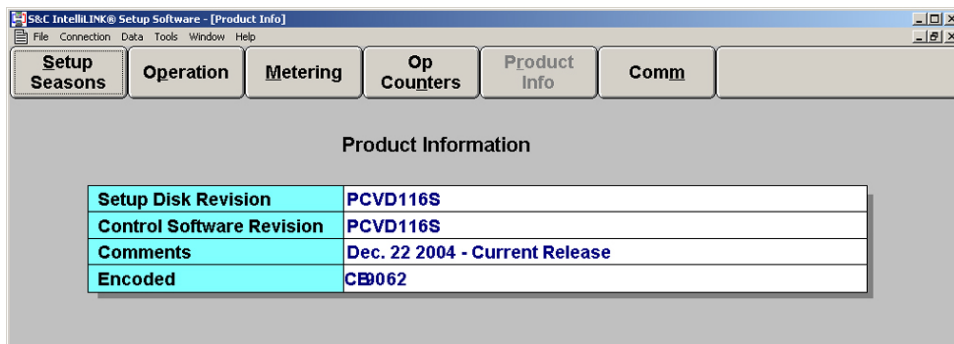 S&C IntelliLINK® Setup Software - [Product Info]
File Connection Data Tools Window Help
Setup Seasons
Operation
Metering
Op Counters
Product Info
Comm
Product Information
Setup Disk Revision PCVD116S
Control Software Revision PCVD116S
Comments Dec. 22 2004 - Current Release
Encoded CB9062